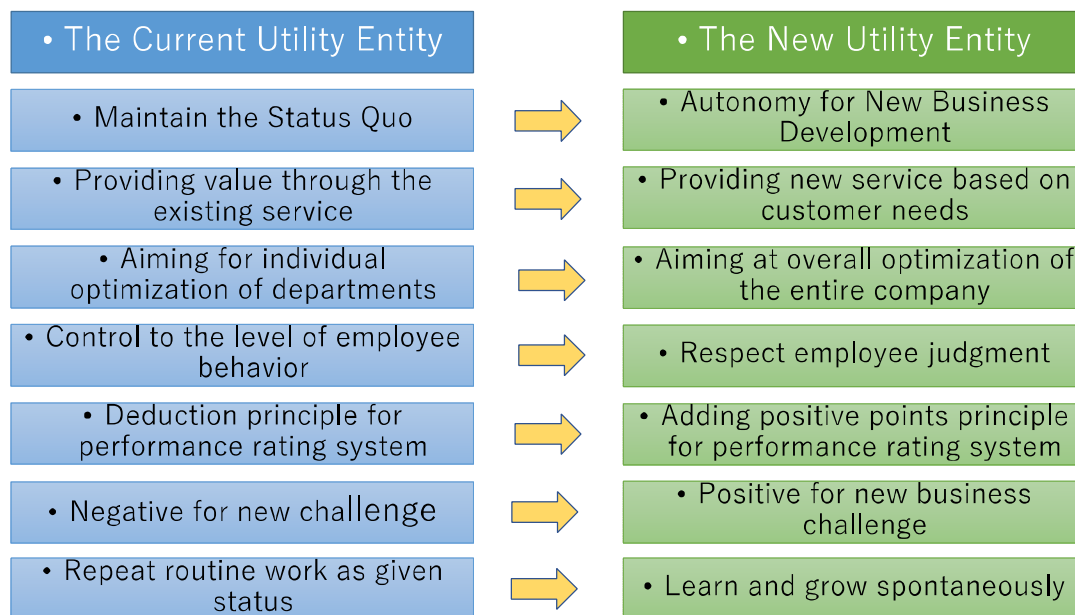 • The Current Utility Entity
• The New Utility Entity
• Maintain the Status Quo
• Autonomy for New Business
Development
• Providing value through the
existing service
• Providing new service based on
customer needs
• Aiming for individual
optimization of departments
• Aiming at overall optimization of
the entire company
• Control to the level of employee
behavior
• Respect employee judgment
• Deduction principle for
performance rating system
• Adding positive points principle
for performance rating system
• Negative for new challenge
• Positive for new business
challenge
• Repeat routine work as given
status
• Learn and grow spontaneously